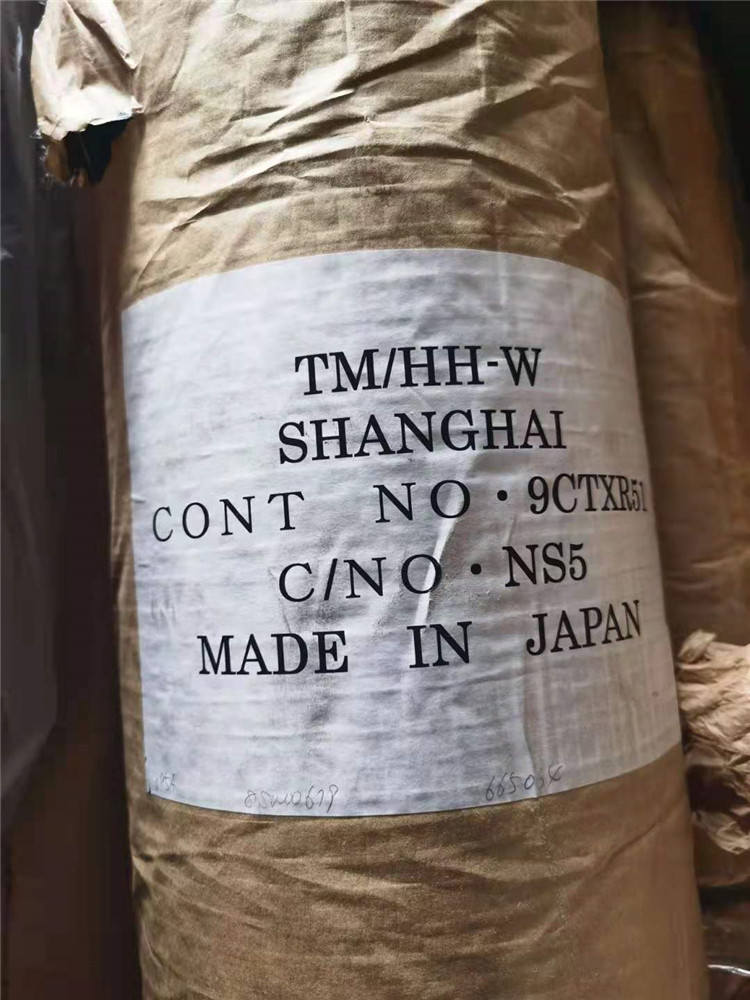 TM/HH-W
SHANGHAI
CONT NO·9CTXR51
C/NO·NS5
MADE IN JAPAN